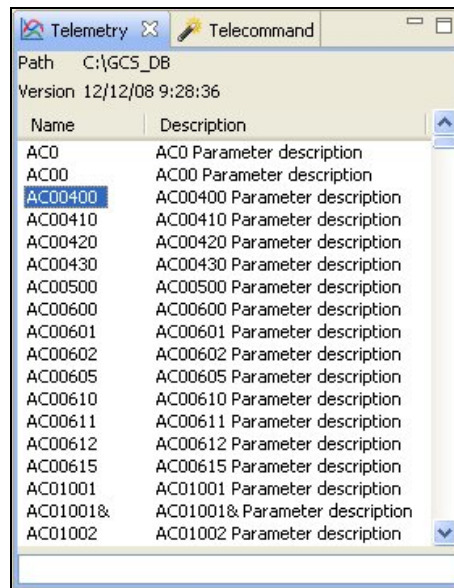 Telemetry Telecommand
Path C:\GCS_DB
Version 12/12/08 9:28:36
Name Description
AC0 AC0 Parameter description
AC00 AC00 Parameter description
AC00400 AC00400 Parameter description
AC00410 AC00410 Parameter description
AC00420 AC00420 Parameter description
AC00430 AC00430 Parameter description
AC00500 AC00500 Parameter description
AC00600 AC00600 Parameter description
AC00601 AC00601 Parameter description
AC00602 AC00602 Parameter description
AC00605 AC00605 Parameter description
AC00610 AC00610 Parameter description
AC00611 AC00611 Parameter description
AC00612 AC00612 Parameter description
AC00615 AC00615 Parameter description
AC01001 AC01001 Parameter description
AC01001& AC01001& Parameter description
AC01002 AC01002 Parameter description